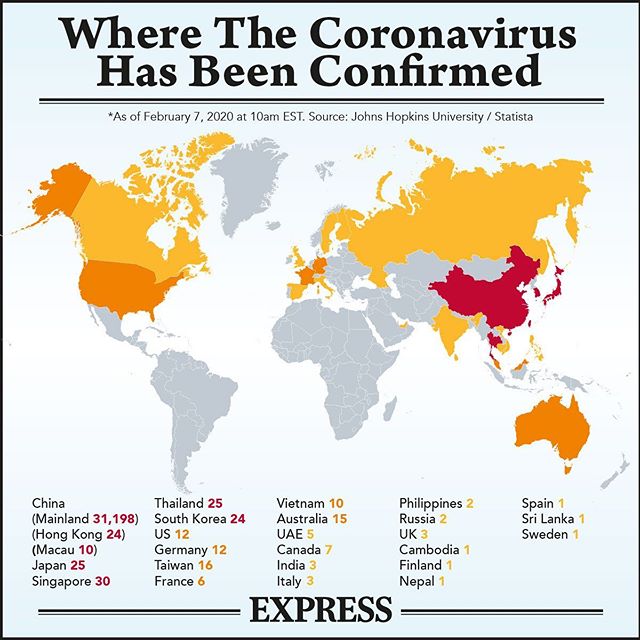 Where The Coronavirus
Has Been Confirmed
*As of February 7, 2020 at 10am EST. Source: Johns Hopkins University / Statista
China
(Mainland 31,198)
(Hong Kong 24)
(Macau 10)
Japan 25
Singapore 30
Thailand 25
South Korea 24
US 12
Germany 12
Taiwan 16
France 6
Vietnam 10
Australia 15
UAE 5
Canada 7
India 3
Italy 3
Philippines 2
Russia 2
UK 3
Cambodia 1
Finland 1
Nepal 1
Spain 1
Sri Lanka 1
Sweden 1
EXPRESS